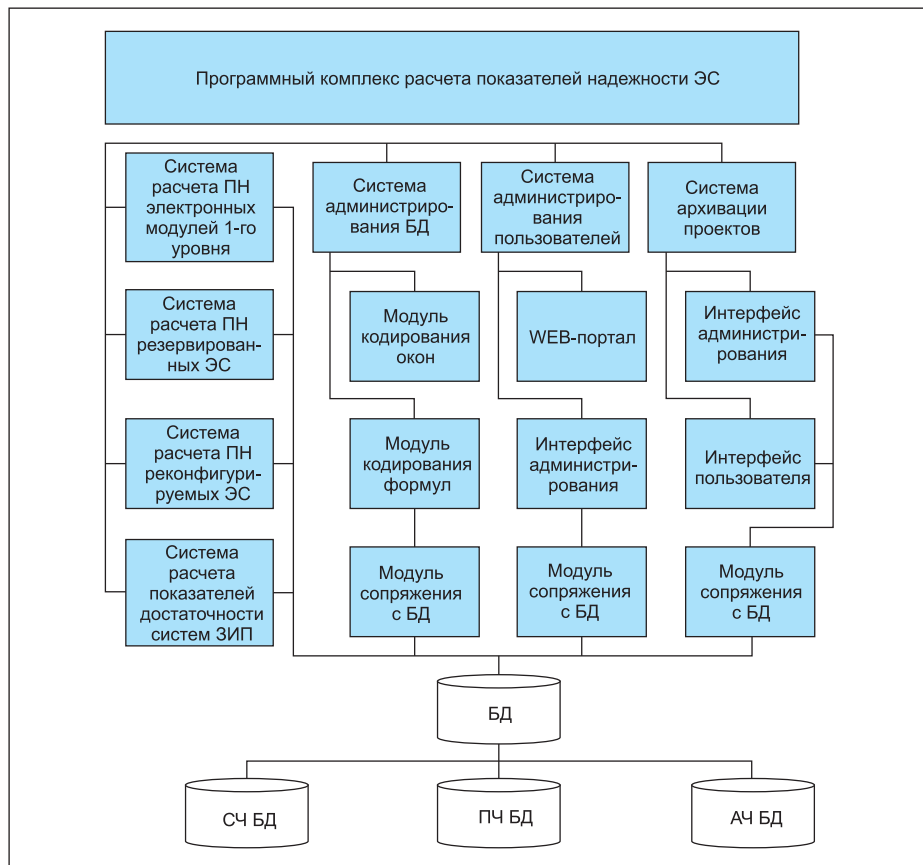 Программный комплекс расчета показателей надежности ЭС
Система
расчета ПН
электронных
модулей 1-го
уровня
Система
администриро-
вания БД
Система
администри-
рования
пользователей
Система
архивации
проектов
Система
расчета ПН
резервирован-
ных ЭС
Модуль
кодирования
окон
WEB-портал
Интерфейс
администри-
рования
Система
расчета ПН
реконфигури-
руемых ЭС
Модуль
кодирования
формул
Интерфейс
администри-
рования
Интерфейс
пользователя
Система
расчета
показателей
достаточности
систем ЗИП
Модуль
сопряжения
с БД
Модуль
сопряжения
с БД
Модуль
сопряжения
с БД
БД
СЧ БД
ПЧ БД
АЧ БД